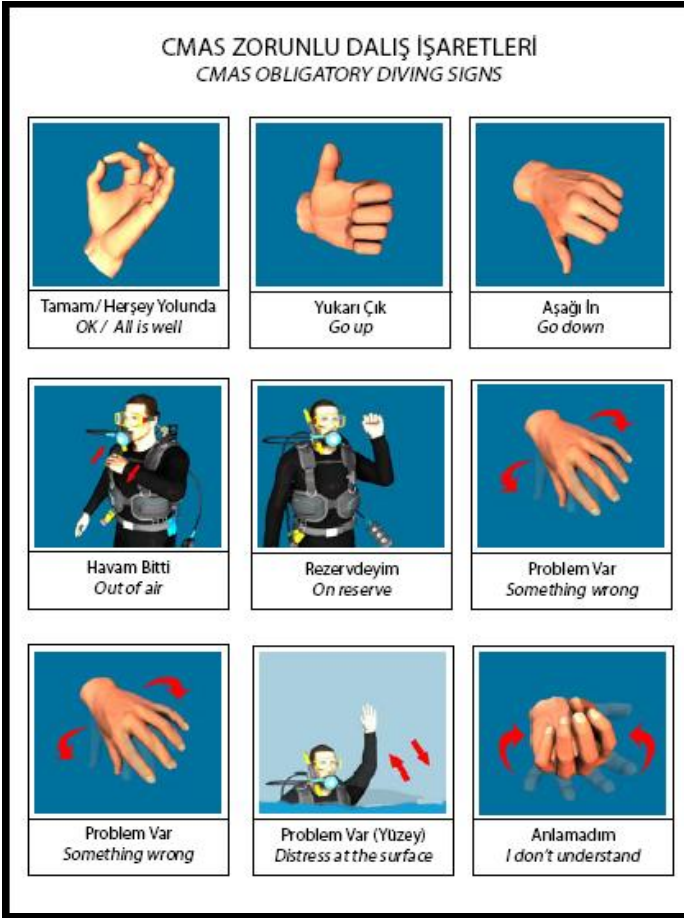 CMAS ZORUNLU DALIŞ İŞARETLERİ
CMAS OBLIGATORY DIVING SIGNS
Tamam/ Herşey Yolunda
OK / All is well
Yukarı Çık
Go up
Aşağı İn
Go down
Havam Bitti
Out of air
Rezervdeyim
On reserve
Problem Var
Something wrong
Problem Var
Something wrong
Problem Var (Yüzey)
Distress at the surface
Anlamadım
I don't understand